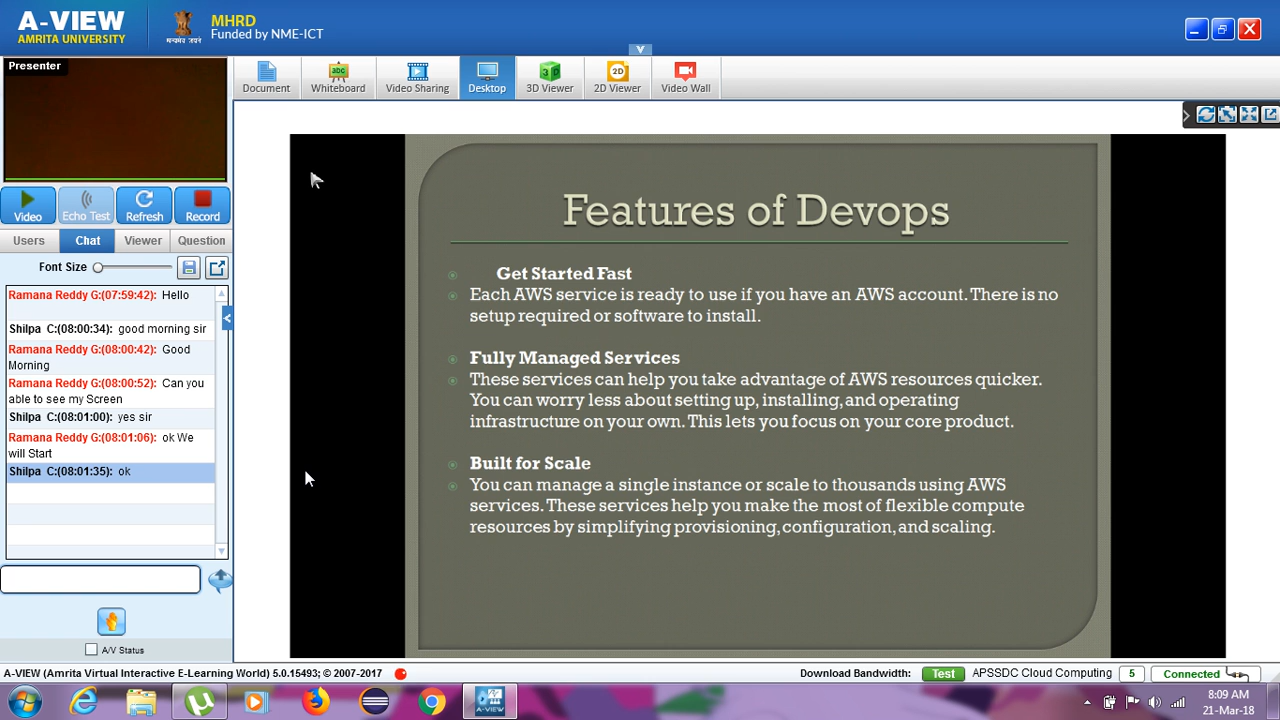 A-VIEW
AMRITA UNIVERSITY
सत्यमेव जयते
MHRD
Funded by NME-ICT
Presenter
Document
Whiteboard
abc
Video Sharing
Desktop
3D Viewer
3D
2D Viewer
2D
Video Wall
Video
Echo Test
Refresh
Record
Users
Chat
Viewer
Question
Font Size
Ramana Reddy G:(07:59:42): Hello
Shilpa C:(08:00:34): good morning sir
Ramana Reddy G:(08:00:42): Good
Morning
Ramana Reddy G:(08:00:52): Can you
able to see my Screen
Shilpa C:(08:01:00): yes sir
Ramana Reddy G:(08:01:06): ok We
will Start
Shilpa C:(08:01:35): ok
A/V Status
Features of Devops
Get Started Fast
Each AWS service is ready to use if you have an AWS account. There is no
setup required or software to install.
Fully Managed Services
These services can help you take advantage of AWS resources quicker.
You can worry less about setting up, installing, and operating
infrastructure on your own. This lets you focus on your core product.
Built for Scale
You can manage a single instance or scale to thousands using AWS
services. These services help you make the most of flexible compute
resources by simplifying provisioning, configuration, and scaling.
A-VIEW (Amrita Virtual Interactive E-Learning World) 5.0.15493; © 2007-2017
Download Bandwidth:
Test
APSSDC Cloud Computing
5
Connected
A-VIEW
8:09 AM
21-Mar-18